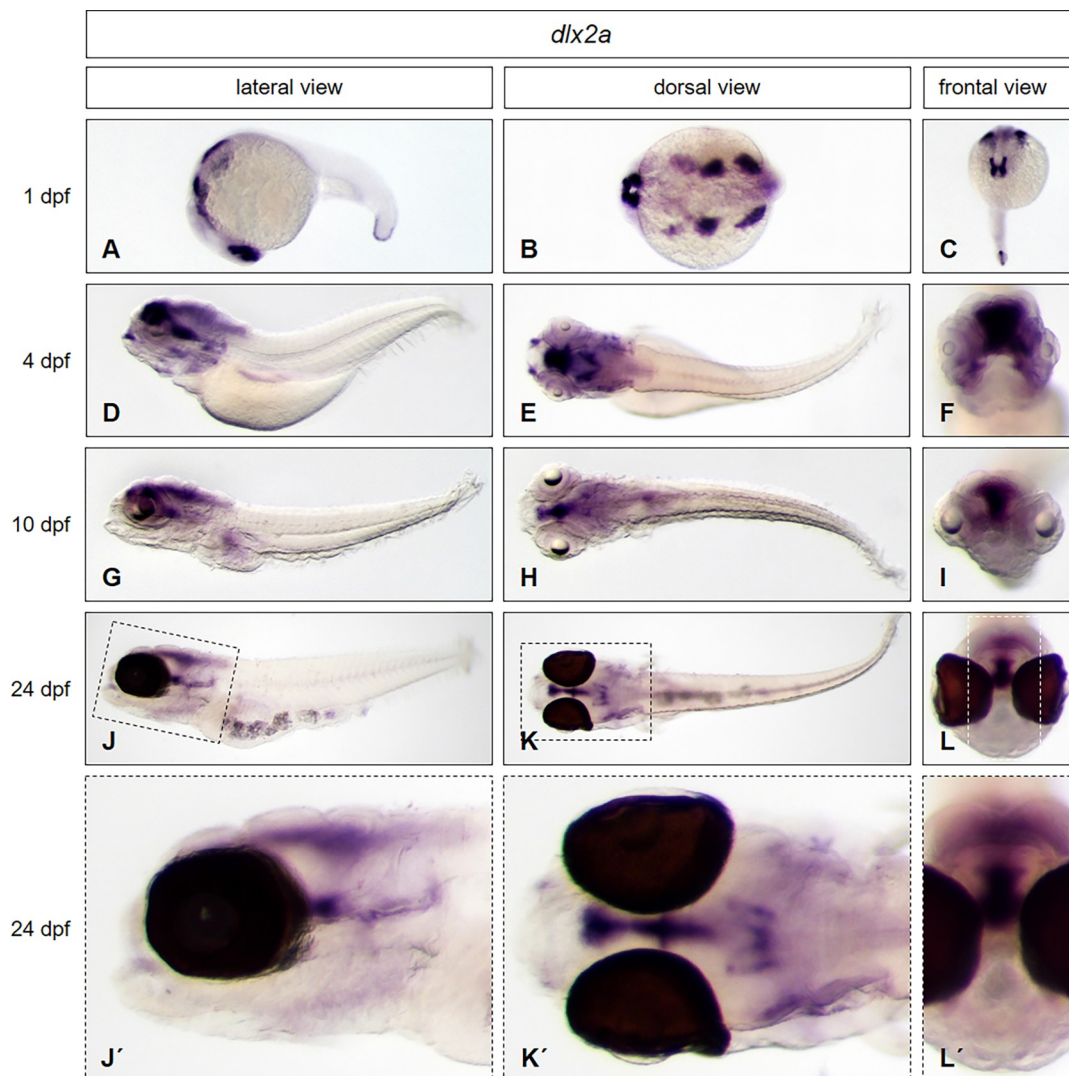 dlx2a
lateral view
dorsal view
frontal view
1 dpf
A
B
C
4 dpf
D
E
F
10 dpf
G
H
I
24 dpf
J
K
L
24 dpf
J´
K´
L´